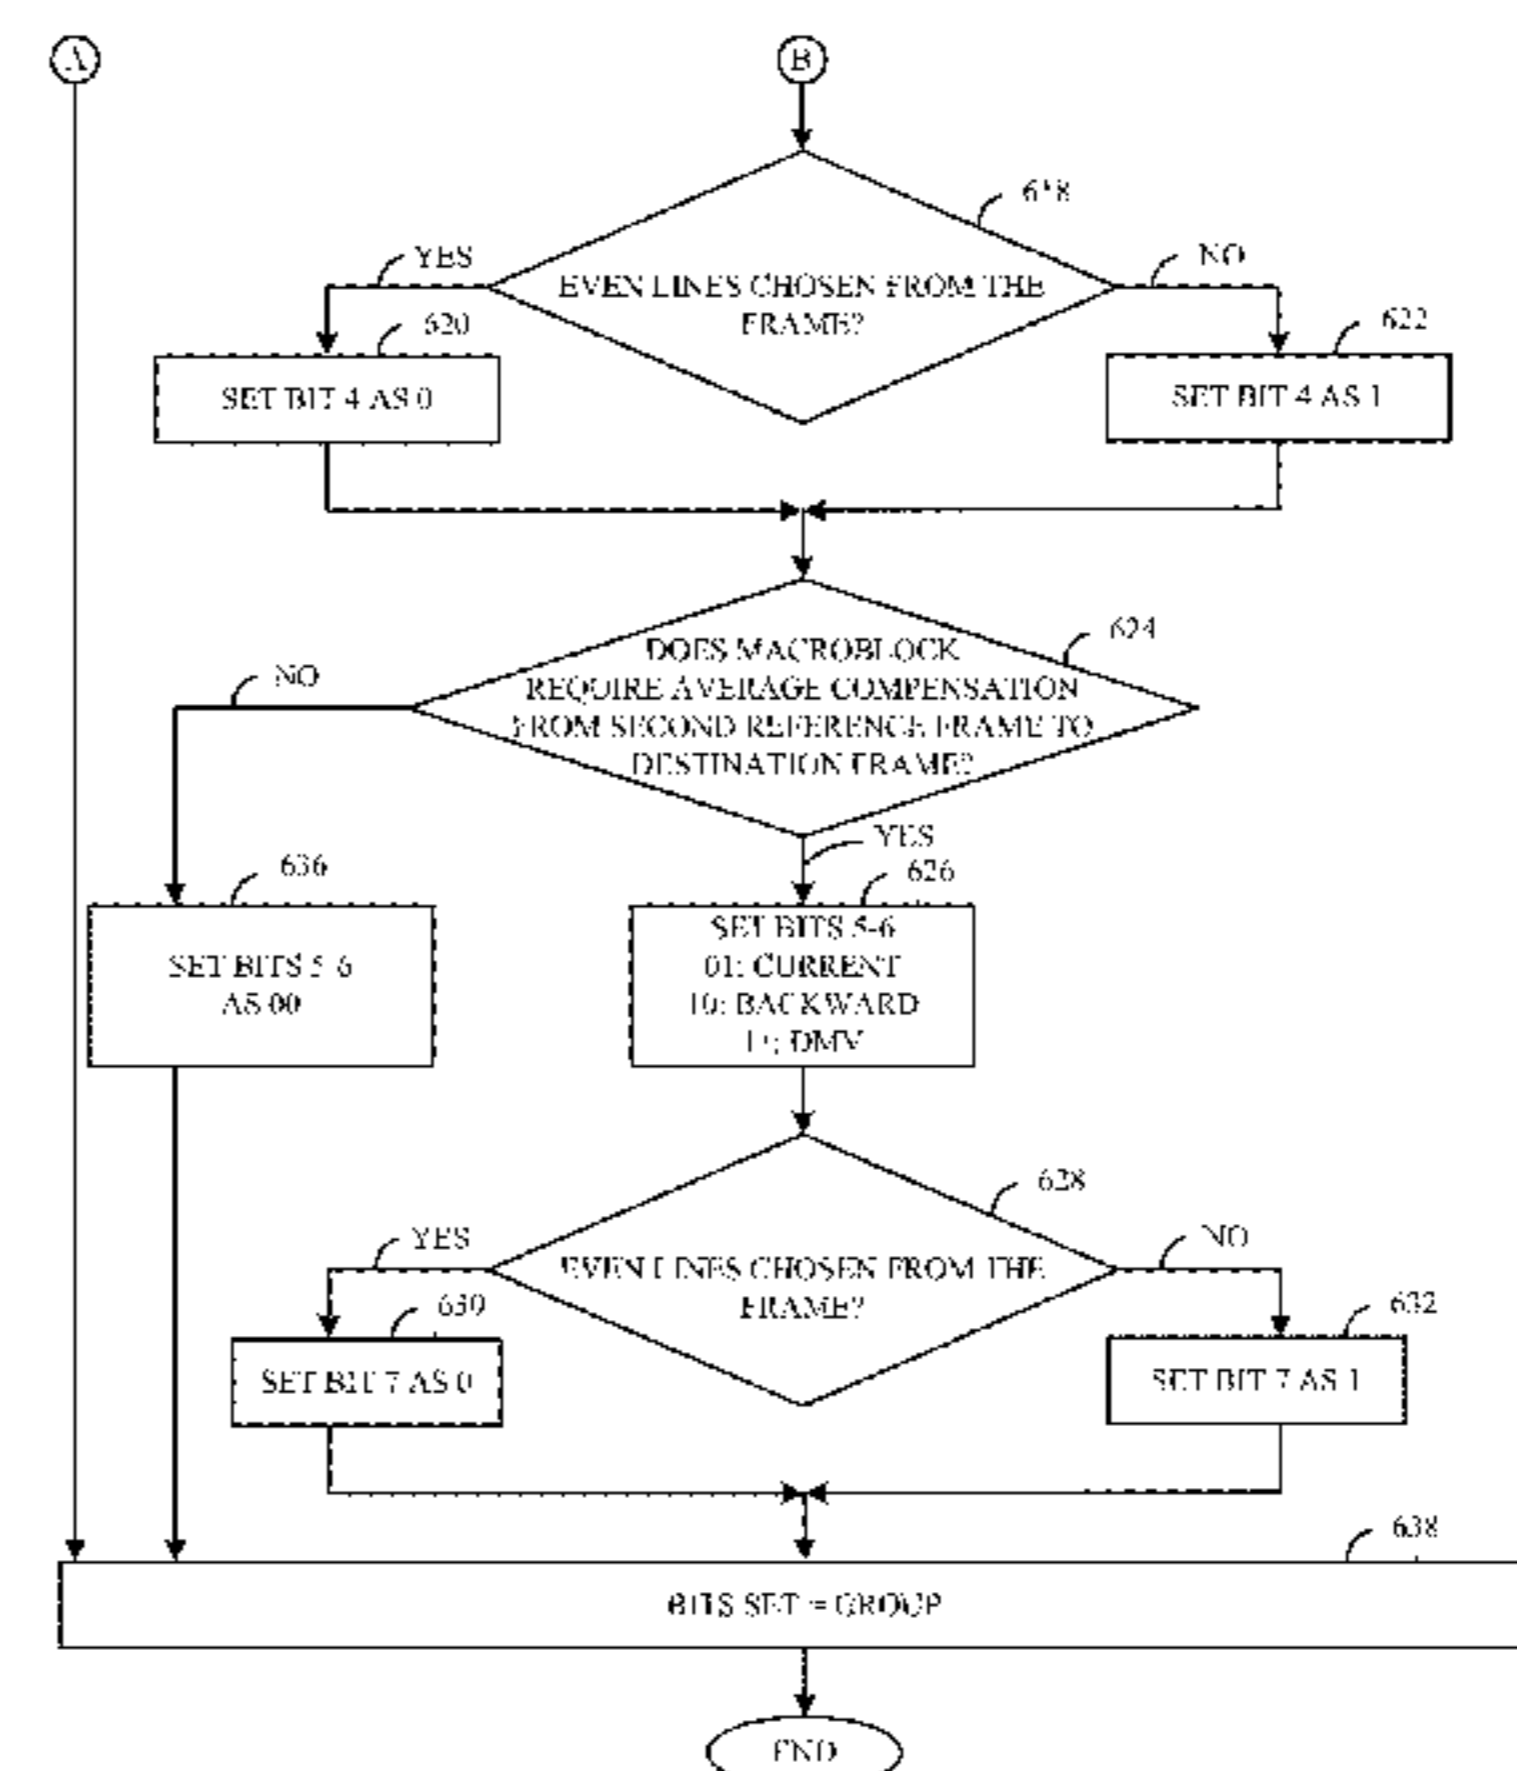 A
B
618
YES
NO
EVEN LINES CHOSEN FROM THE
FRAME?
620
622
SET BIT 4 AS 0
SET BIT 4 AS 1
624
DOES MACROBLOCK
REQUIRE AVERAGE COMPENSATION
FROM SECOND REFERENCE FRAME TO
DESTINATION FRAME?
NO
YES
636
626
SET BITS 5-6
AS 00
SET BITS 5-6
01: CURRENT
10: BACKWARD
11: DMV
628
YES
NO
EVEN LINES CHOSEN FROM THE
FRAME?
630
632
SET BIT 7 AS 0
SET BIT 7 AS 1
638
BITS SET = GROUP
END